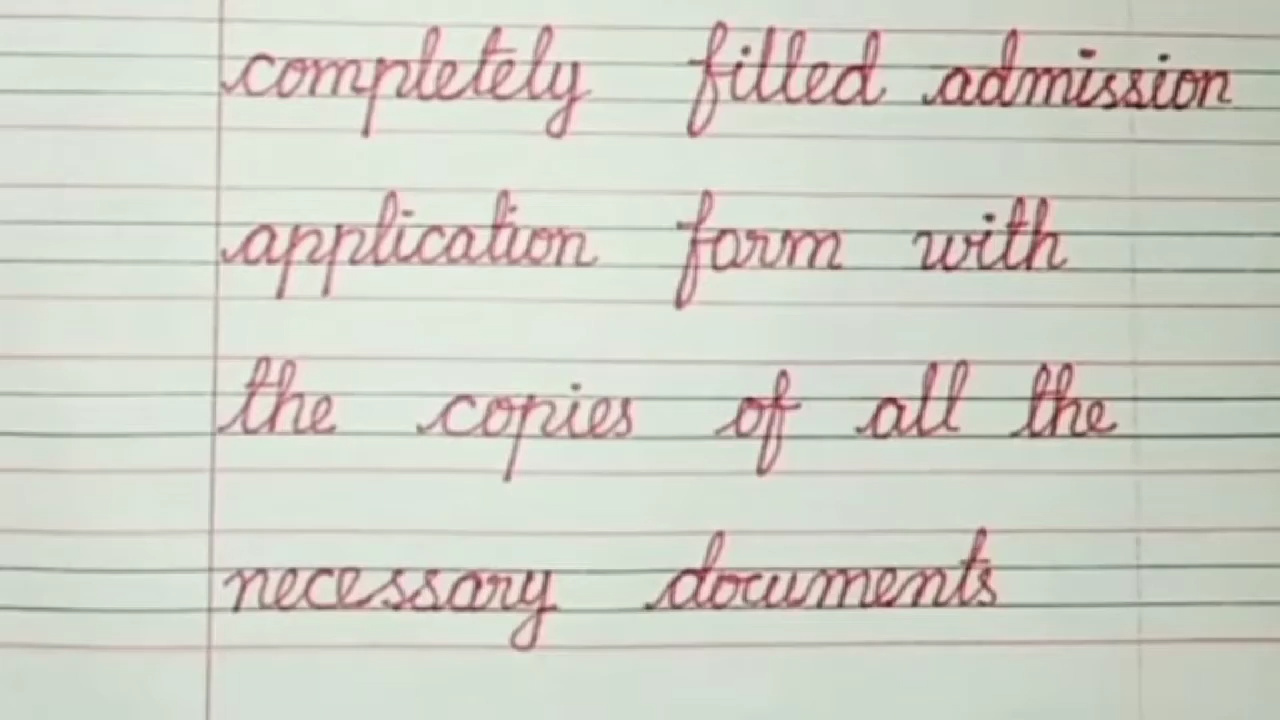 completely filled admission
application form with
the copies of all the
necessary documents